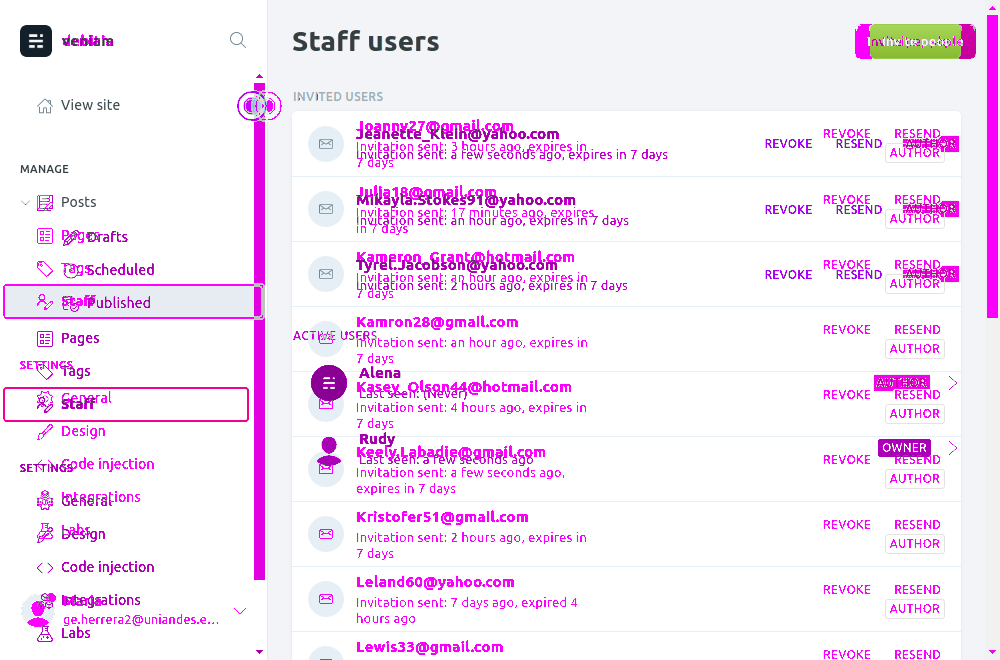 Staff users
View site
INVITED USERS
Joanny27@gmail.com
Jeanette_Klein@yahoo.com
Invitation sent: 3 hours ago, expires in
7 days
Invitation sent: a few seconds ago, expires in 7 days
REVOKE RESEND
REVOKE RESEND
AUTHOR
AUTHOR
MANAGE
Posts
Julia18@gmail.com
Mikayla.Stokes91@yahoo.com
Invitation sent: 17 minutes ago, expires
in 7 days
Invitation sent: an hour ago, expires in 7 days
REVOKE RESEND
REVOKE RESEND
AUTHOR
AUTHOR
Pages
Drafts
Tags
Scheduled
Kameron_Grant@hotmail.com
Tyrel.Jacobson@yahoo.com
Invitation sent: an hour ago, expires in
7 days
Invitation sent: 2 hours ago, expires in 7 days
REVOKE RESEND
REVOKE RESEND
AUTHOR
AUTHOR
Staff
Published
Kamron28@gmail.com
ACTIVE USERS
Invitation sent: an hour ago, expires in
7 days
REVOKE RESEND
AUTHOR
Pages
SETTINGS
Tags
Alena
Kasey_Olson44@hotmail.com
Last seen: (Never)
Invitation sent: 4 hours ago, expires in
7 days
AUTHOR
REVOKE RESEND
AUTHOR
General
Staff
Design
Rudy
Keely.Labadie@gmail.com
Last seen: a few seconds ago
Invitation sent: a few seconds ago,
expires in 7 days
OWNER
REVOKE RESEND
AUTHOR
Code injection
SETTINGS
Integrations
General
Kristofer51@gmail.com
Invitation sent: 2 hours ago, expires in
7 days
REVOKE RESEND
AUTHOR
Labs
Design
Code injection
Leland60@yahoo.com
Invitation sent: 7 days ago, expired 4
hours ago
REVOKE RESEND
AUTHOR
Integrations
ge.herrera2@uniandes.e...
Labs
Lewis33@gmail.com
REVOKE RESEND